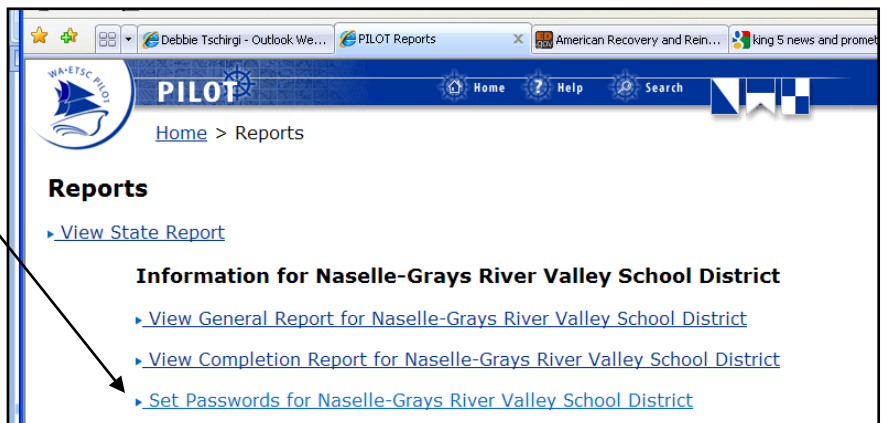 Debbie Tschirgi - Outlook We... PILOT Reports X American Recovery and Rein... king 5 news and promet
WA-ETSC PILOT
PILOT Home ? Help Search
Home > Reports
Reports
View State Report
Information for Naselle-Grays River Valley School District
View General Report for Naselle-Grays River Valley School District
View Completion Report for Naselle-Grays River Valley School District
Set Passwords for Naselle-Grays River Valley School District